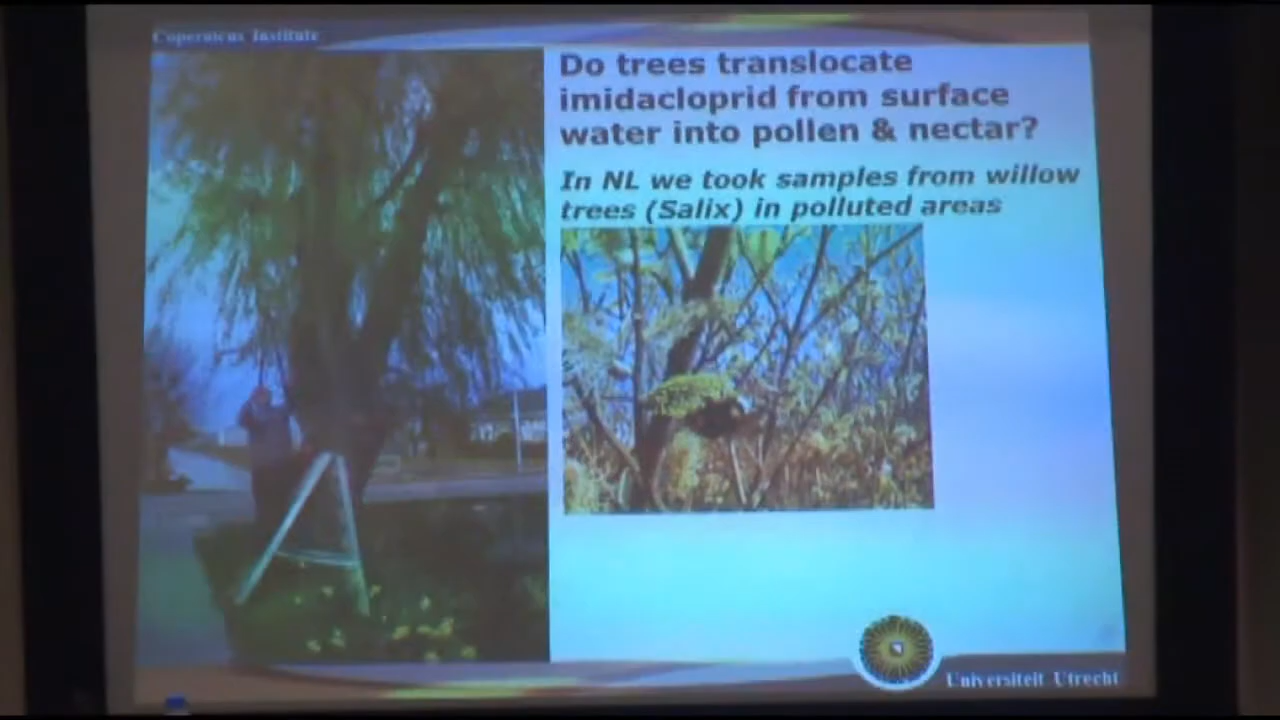 Copernicus Institute
Do trees translocate
imidacloprid from surface
water into pollen & nectar?
In NL we took samples from willow
trees (Salix) in polluted areas
Universiteit Utrecht